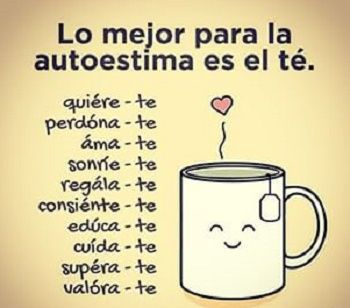 Lo mejor para la
autoestima es el té.
quiére - te
perdóna - te
áma - te
sonríe - te
regála - te
consiénte - te
edúca - te
cuída - te
supéra - te
valóra - te